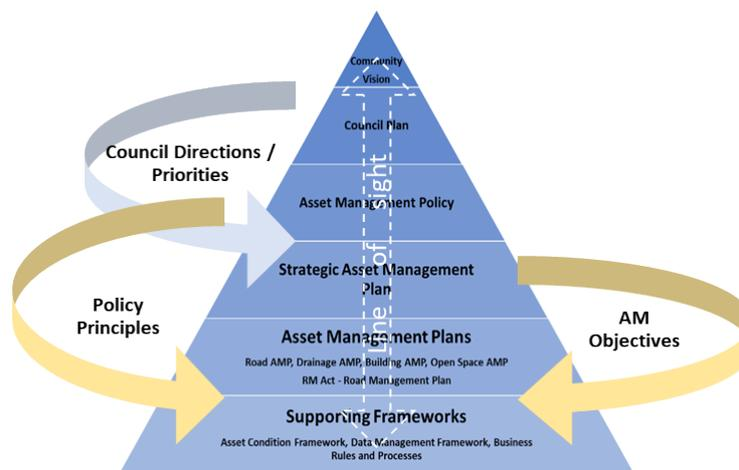 Community
Vision
Council Plan
Council Directions /
Priorities
Asset Management Policy
Strategic Asset Management
Plan
Policy
Principles
AM
Objectives
Asset Management Plans
Road AMP, Drainage AMP, Building AMP, Open Space AMP
RM Act - Road Management Plan
Supporting Frameworks
Asset Condition Framework, Data Management Framework, Business
Rules and Processes
Line of sight